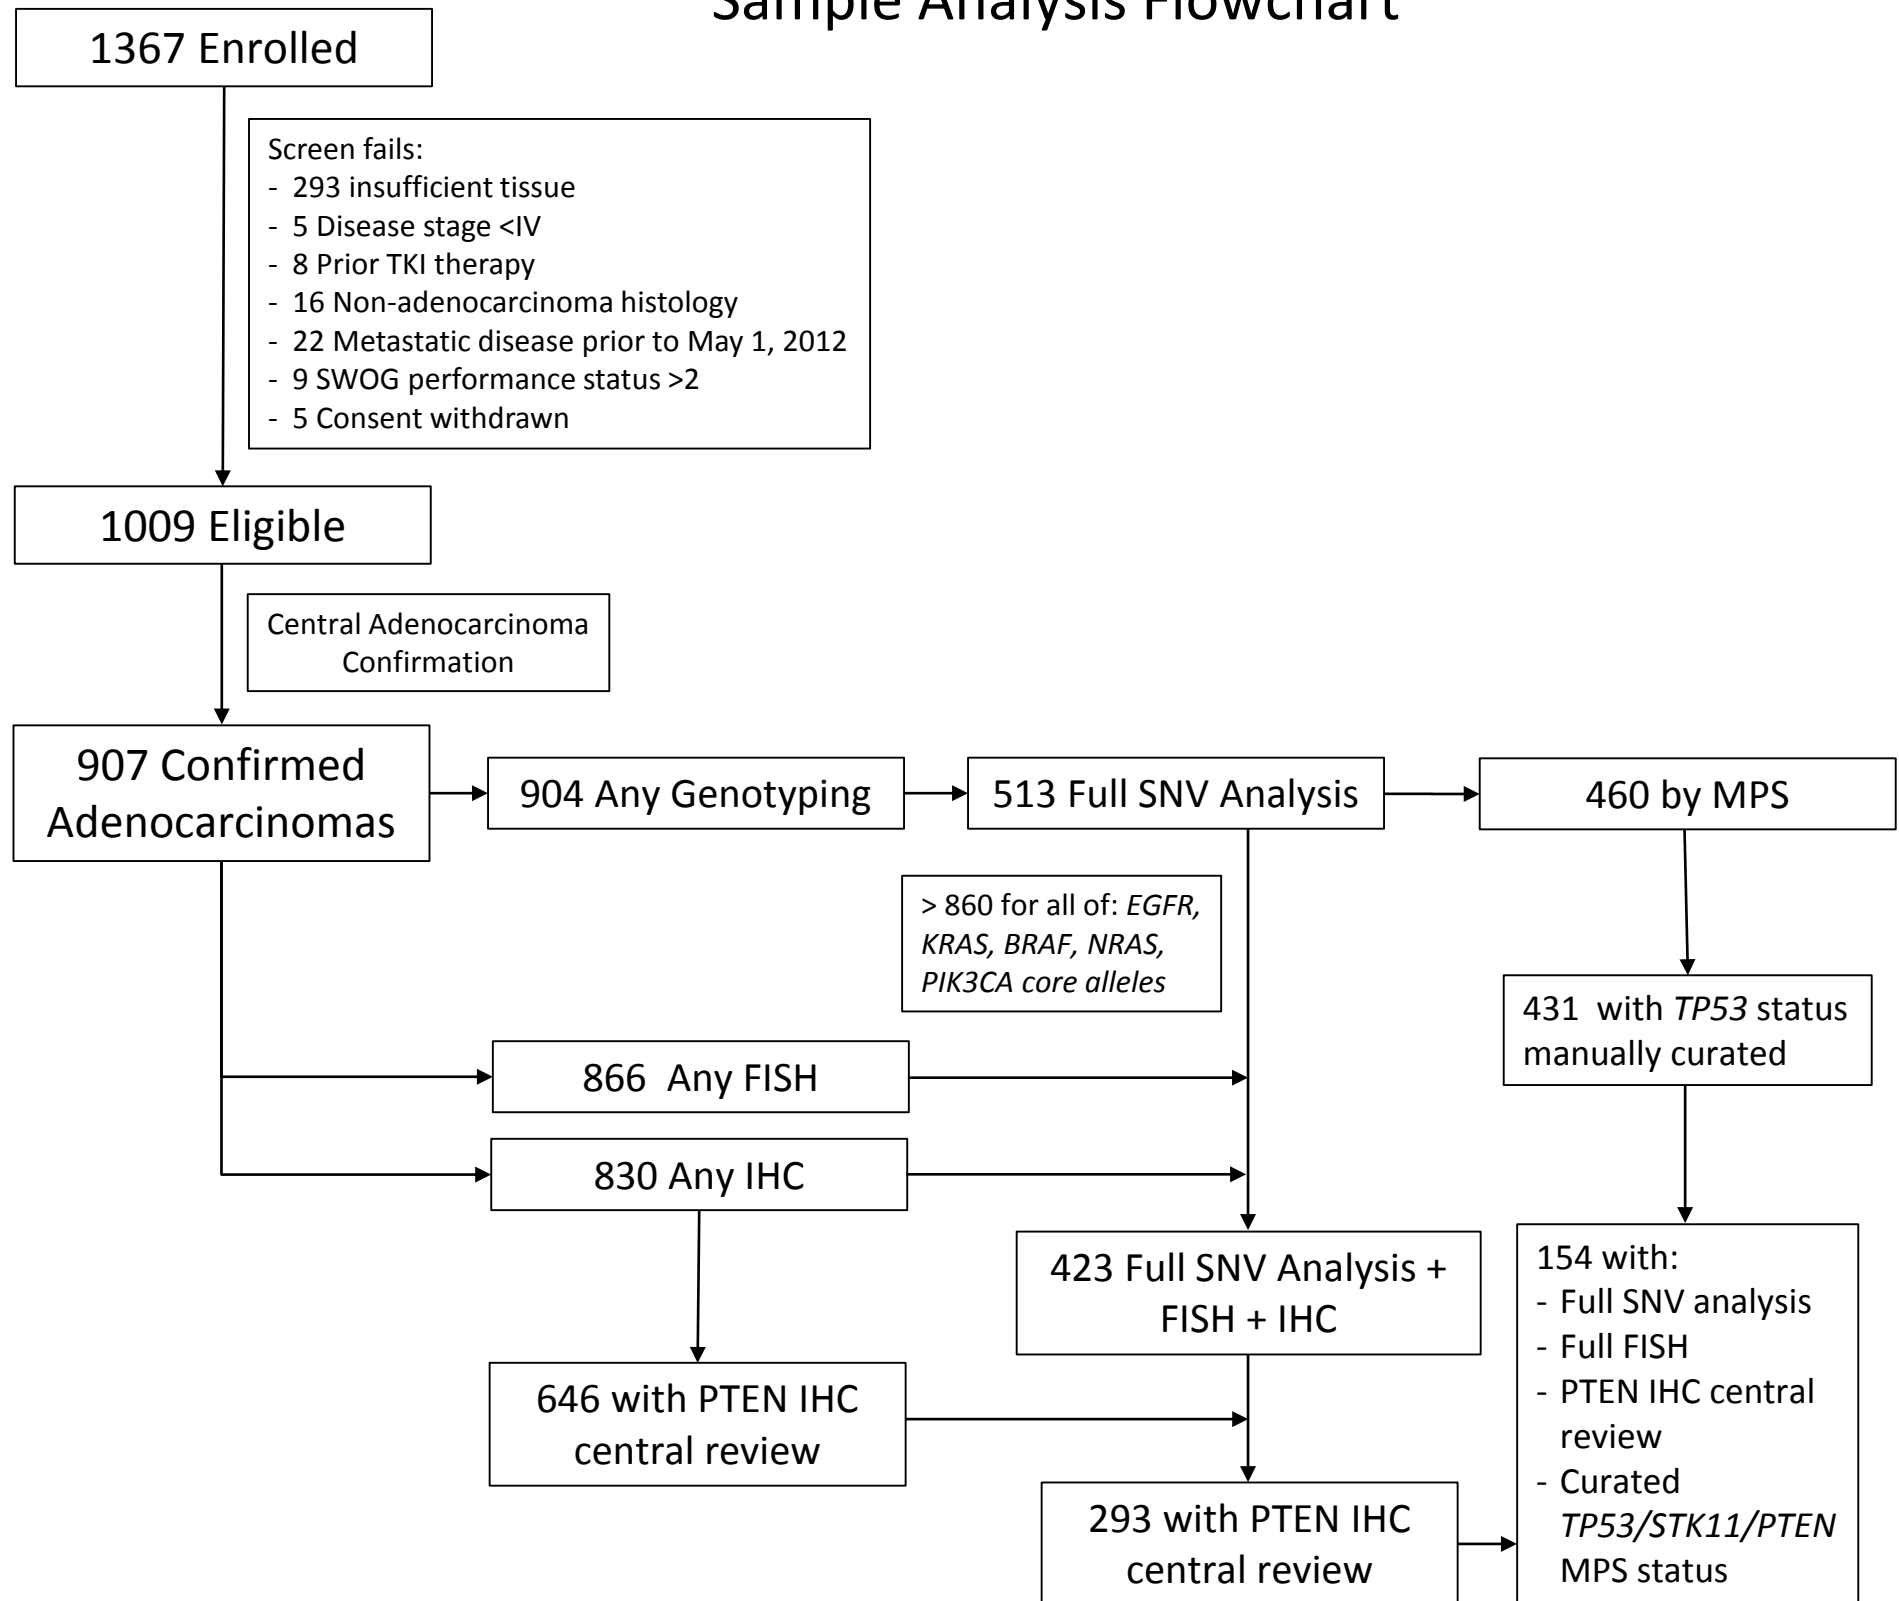 Sample Analysis Flowchart
1367 Enrolled
Screen fails:
- 293 insufficient tissue
- 5 Disease stage <IV
- 8 Prior TKI therapy
- 16 Non-adenocarcinoma histology
- 22 Metastatic disease prior to May 1, 2012
- 9 SWOG performance status >2
- 5 Consent withdrawn
1009 Eligible
Central Adenocarcinoma
Confirmation
907 Confirmed
Adenocarcinomas
904 Any Genotyping
513 Full SNV Analysis
460 by MPS
> 860 for all of: EGFR,
KRAS, BRAF, NRAS,
PIK3CA core alleles
431 with TP53 status
manually curated
866 Any FISH
830 Any IHC
423 Full SNV Analysis +
FISH + IHC
646 with PTEN IHC
central review
293 with PTEN IHC
central review
154 with:
- Full SNV analysis
- Full FISH
- PTEN IHC central
review
- Curated
TP53/STK11/PTEN
MPS status